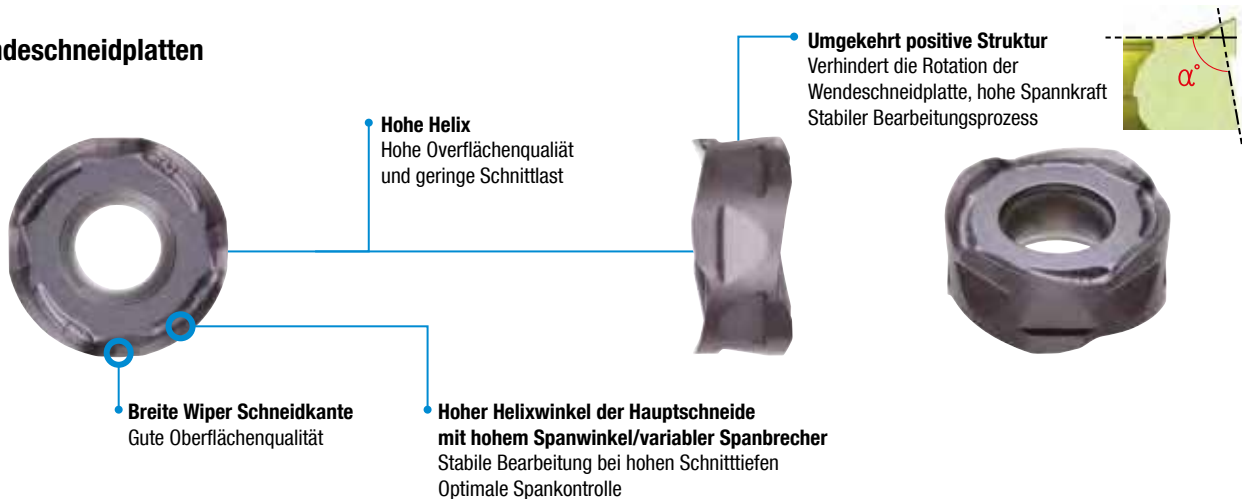 ndeschneidplatten
Umgekehrt positive Struktur
Verhindert die Rotation der
Wendeschneidplatte, hohe Spannkraft
Stabiler Bearbeitungsprozess
α°
Hohe Helix
Hohe Overflächenqualiät
und geringe Schnittlast
Breite Wiper Schneidkante
Gute Oberflächenqualität
Hoher Helixwinkel der Hauptschneide
mit hohem Spanwinkel/variabler Spanbrecher
Stabile Bearbeitung bei hohen Schnitttiefen
Optimale Spankontrolle